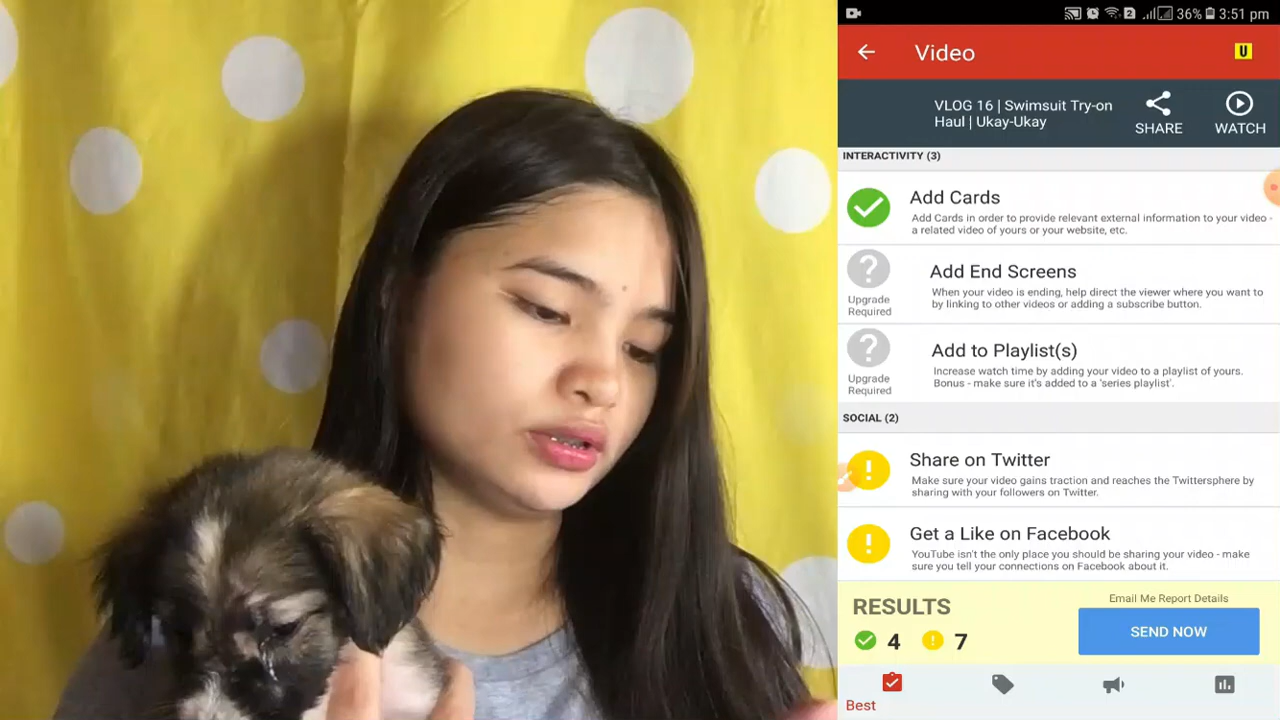 36% 3:51 pm
Video
U
VLOG 16 | Swimsuit Try-on
Haul | Ukay-Ukay
SHARE
WATCH
INTERACTIVITY (3)
Add Cards
Add Cards in order to provide relevant external information to your video -
a related video of yours or your website, etc.
Upgrade
Required
Add End Screens
When your video is ending, help direct the viewer where you want to
by linking to other videos or adding a subscribe button.
Upgrade
Required
Add to Playlist(s)
Increase watch time by adding your video to a playlist of yours.
Bonus - make sure it's added to a 'series playlist'.
SOCIAL (2)
Share on Twitter
Make sure your video gains traction and reaches the Twittersphere by
sharing with your followers on Twitter.
Get a Like on Facebook
YouTube isn't the only place you should be sharing your video - make
sure you tell your connections on Facebook about it.
RESULTS
4 7
Email Me Report Details
SEND NOW
Best